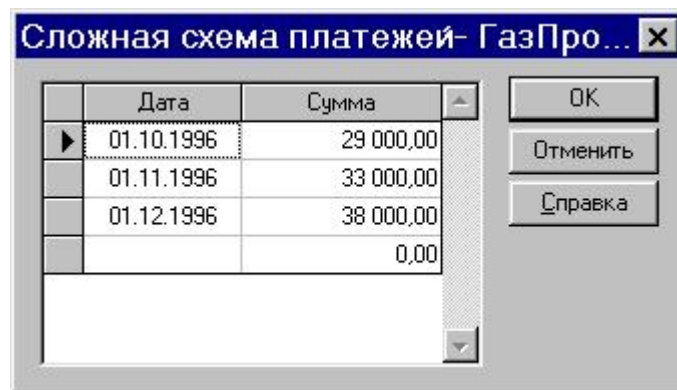 Сложная схема платежей- ГазПро...
Дата Сумма
01.10.1996 29 000,00
01.11.1996 33 000,00
01.12.1996 38 000,00
0,00
OK
Отменить
Справка